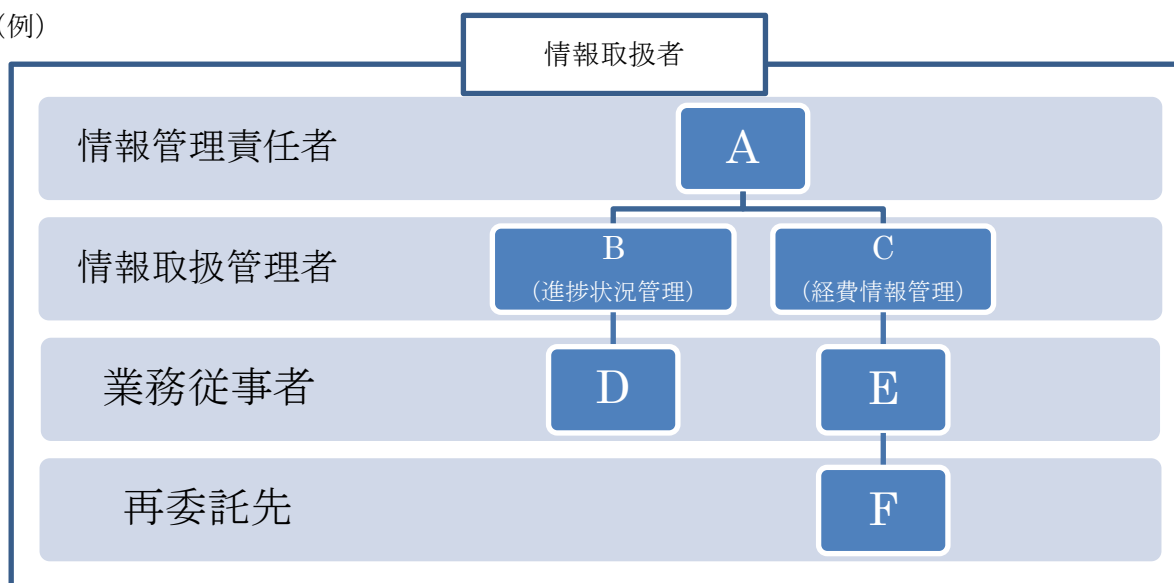 (例)
情報取扱者
情報管理責任者
A
情報取扱管理者
B
(進捗状況管理)
C
(経費情報管理)
業務従事者
D
E
再委託先
F